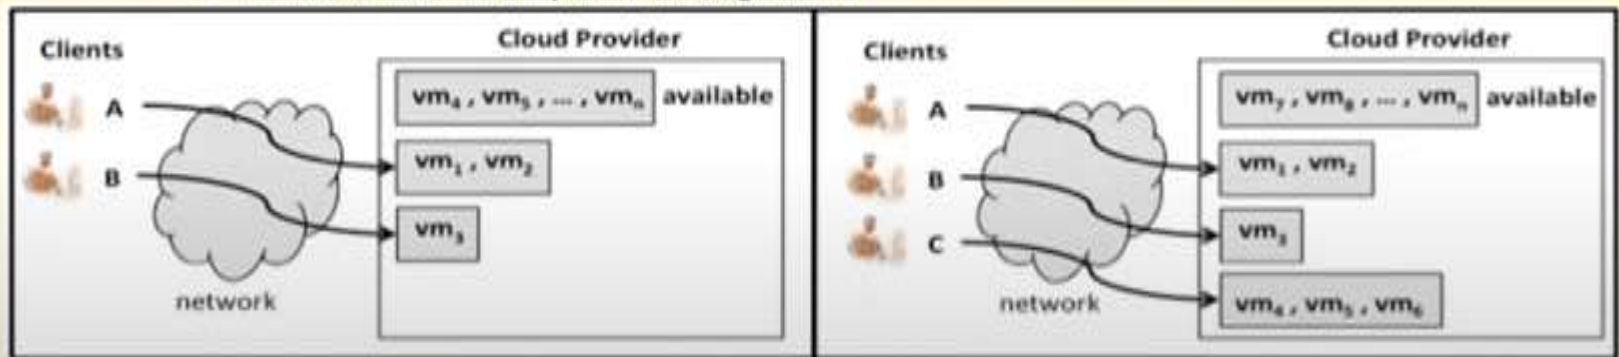 Clients
Cloud Provider
A
vm4 , vm5 , ... , vmn available
B
vm1 , vm2
vm3
network
Clients
Cloud Provider
A
vm7 , vm8 , ... , vmn available
B
vm1 , vm2
C
vm3
vm4 , vm5 , vm6
network